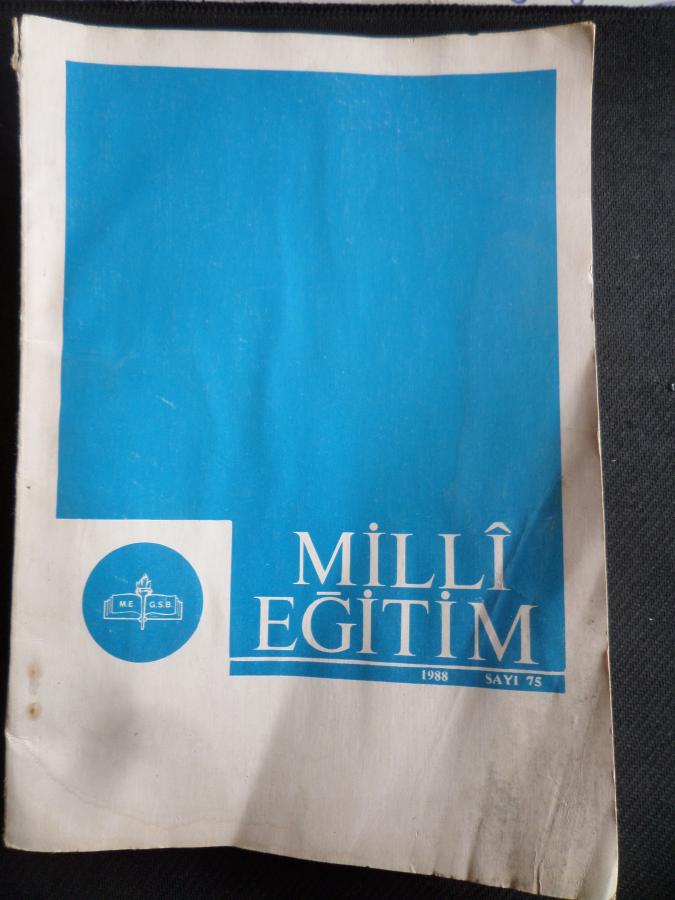 MİLLÎ
EĞİTİM
1988 SAYI 75
M.E G.S.B.